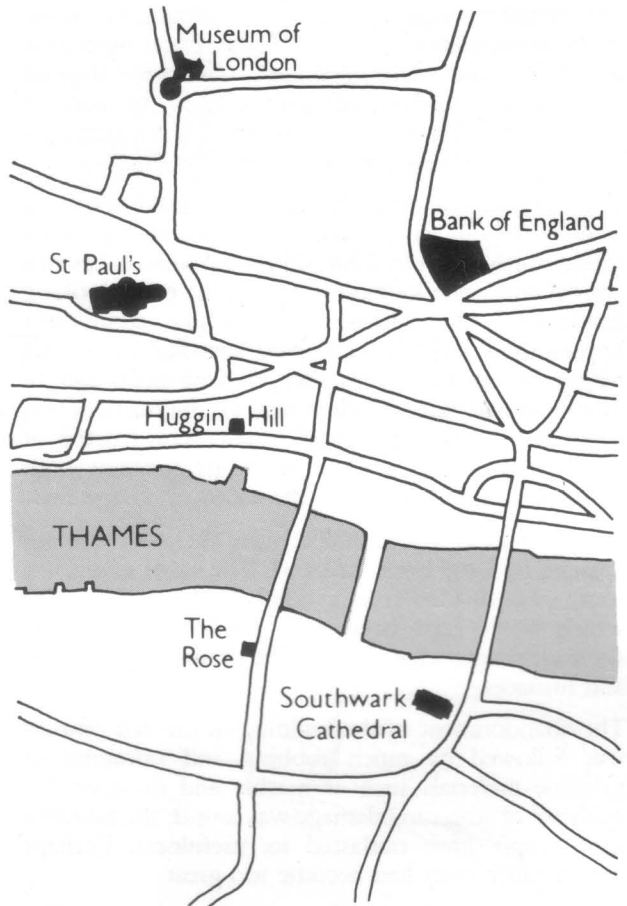 Museum of
London
Bank of England
St Paul's
Huggin Hill
THAMES
The
Rose
Southwark
Cathedral